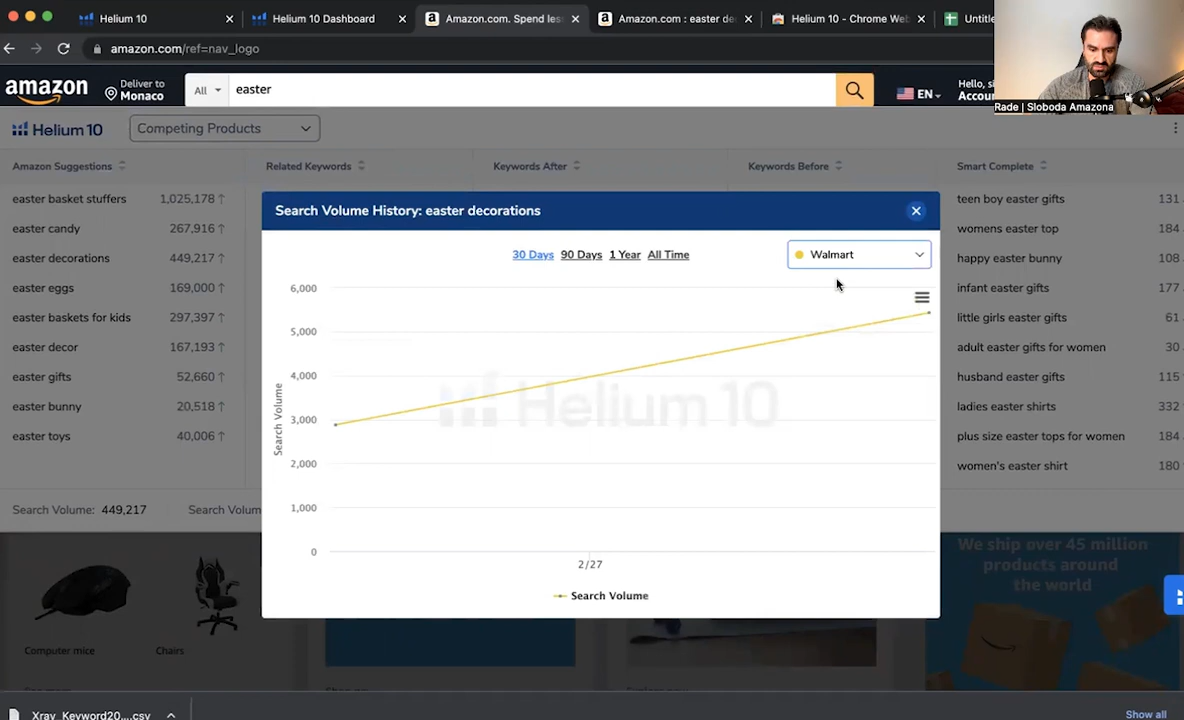 Helium 10
Helium 10 Dashboard
Amazon.com. Spend les
Amazon.com : easter de
Helium 10 - Chrome Web
Untitle
amazon.com/ref=nav_logo
amazon
Deliver to
Monaco
All
easter
EN
Hello, si
Accou
Rade | Sloboda Amazona
Helium 10
Competing Products
Amazon Suggestions
Related Keywords
Keywords After
Keywords Before
Smart Complete
easter basket stuffers 1,025,178 ↑
easter candy 267,916 ↑
easter decorations 449,217 ↑
easter eggs 169,000 ↑
easter baskets for kids 297,397 ↑
easter decor 167,193 ↑
easter gifts 52,660 ↑
easter bunny 20,518 ↑
easter toys 40,006 ↑
Search Volume: 449,217
Search Volum
Search Volume History: easter decorations
30 Days 90 Days 1 Year All Time
Walmart
6,000
5,000
4,000
3,000
2,000
1,000
0
Search Volume
Helium 10
2/27
Search Volume
teen boy easter gifts 131
womens easter top 184
happy easter bunny 108
infant easter gifts 177
little girls easter gifts 61
adult easter gifts for women 30
husband easter gifts 115
ladies easter shirts 332
plus size easter tops for women 184
women's easter shirt 180
We ship over 45 million
products around
the world
Computer mice
Chairs
Xray_Keyword20....csv
Show all